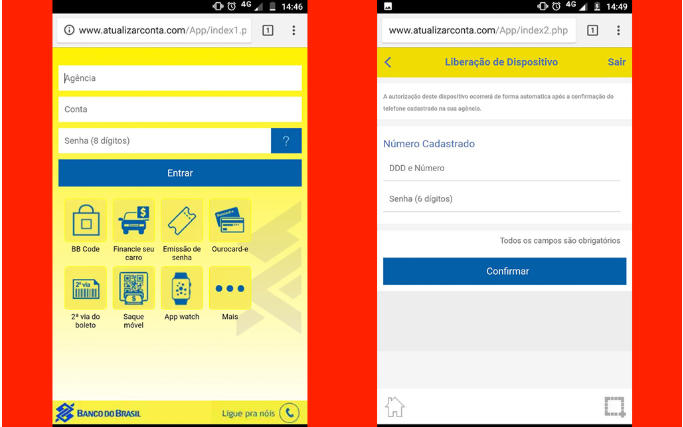 4G 14:46
www.atualizarconta.com/App/index1.p 1
Agência
Conta
Senha (8 dígitos) ?
Entrar
BB Code Financie seu carro Emissão de senha Ourocard-e
2ª via do boleto Saque móvel App watch Mais
BANCO DO BRASIL Ligue pra nóis
4G 14:49
www.atualizarconta.com/App/index2.php 1
Liberação de Dispositivo Sair
A autorização deste dispositivo ocorrerá de forma automatica após a confirmação do
telefone cadastrado na sua agência.
Número Cadastrado
DDD e Número
Senha (6 dígitos)
Todos os campos são obrigatórios
Confirmar